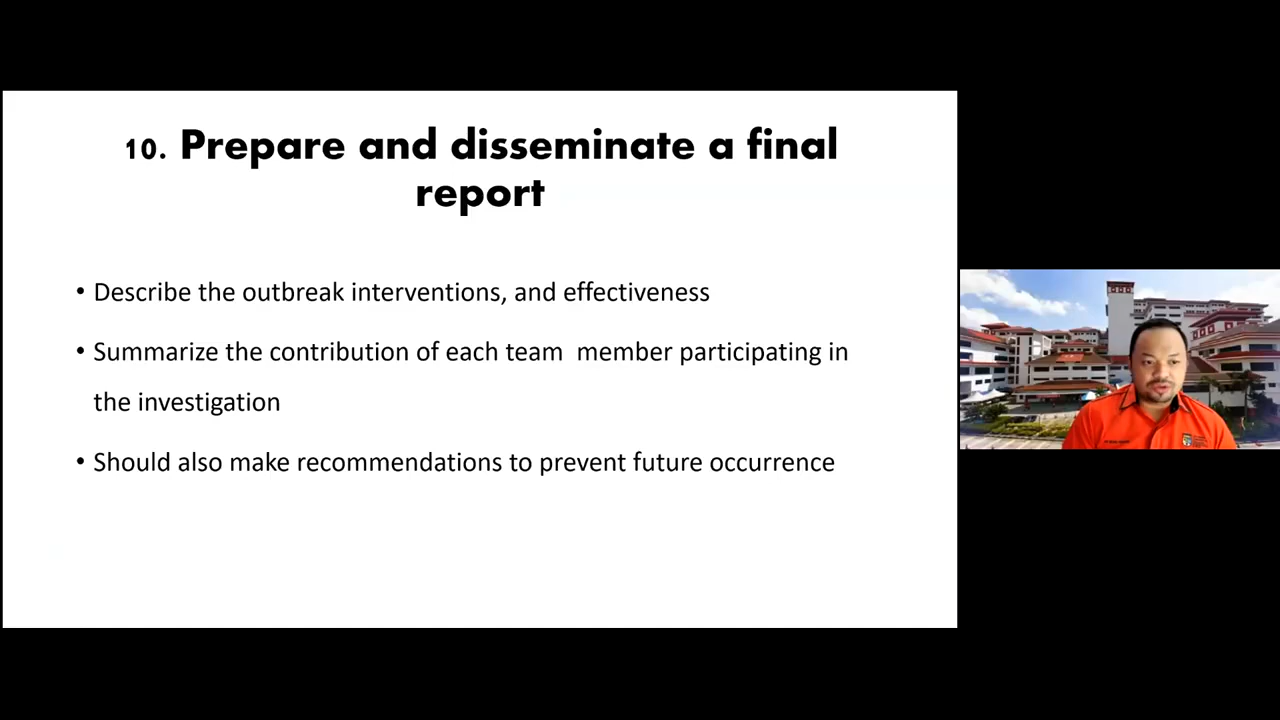 10. Prepare and disseminate a final
report
• Describe the outbreak interventions, and effectiveness
• Summarize the contribution of each team member participating in
the investigation
• Should also make recommendations to prevent future occurrence